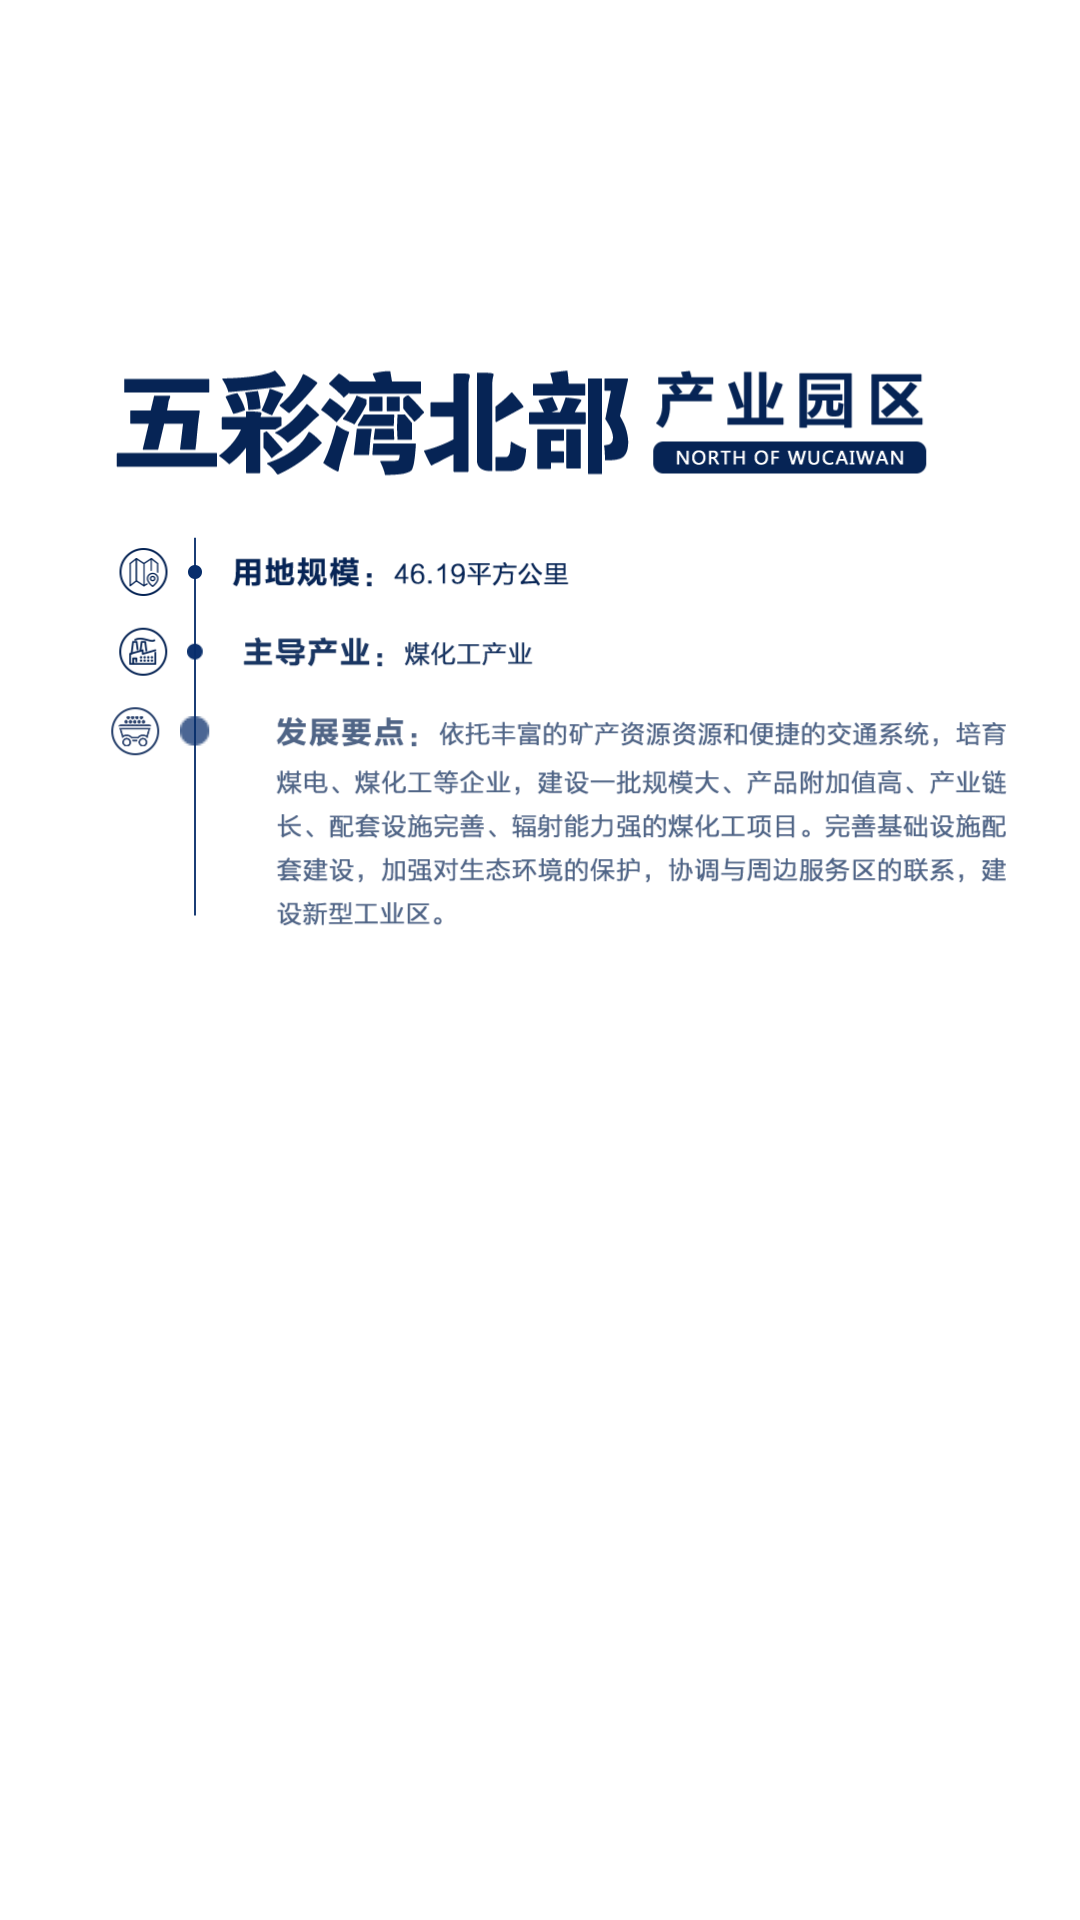 五彩湾北部 产业园区
NORTH OF WUCAIWAN
用地规模：46.19平方公里
主导产业：煤化工产业
发展要点：依托丰富的矿产资源资源和便捷的交通系统，培育
煤电、煤化工等企业，建设一批规模大、产品附加值高、产业链
长、配套设施完善、辐射能力强的煤化工项目。完善基础设施配
套建设，加强对生态环境的保护，协调与周边服务区的联系，建
设新型工业区。